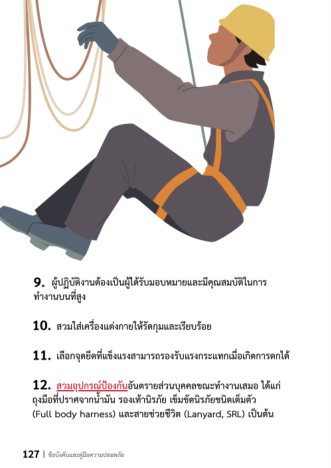 9. ผู้ปฏิบัติงานต้องเป็นผู้ได้รับมอบหมายและมีคุณสมบัติในการ
ทำงานบนที่สูง
10. สวมใส่เครื่องแต่งกายให้รัดกุมและเรียบร้อย
11. เลือกจุดยึดที่แข็งแรงสามารถรองรับแรงกระแทกเมื่อเกิดการตกได้
12. สวมอุปกรณ์ป้องกันอันตรายส่วนบุคคลขณะทำงานเสมอ ได้แก่
ถุงมือที่ปราศจากน้ำมัน รองเท้านิรภัย เข็มขัดนิรภัยชนิดเต็มตัว
(Full body harness) และสายช่วยชีวิต (Lanyard, SRL) เป็นต้น
127 | ข้อบังคับและคู่มือความปลอดภัย